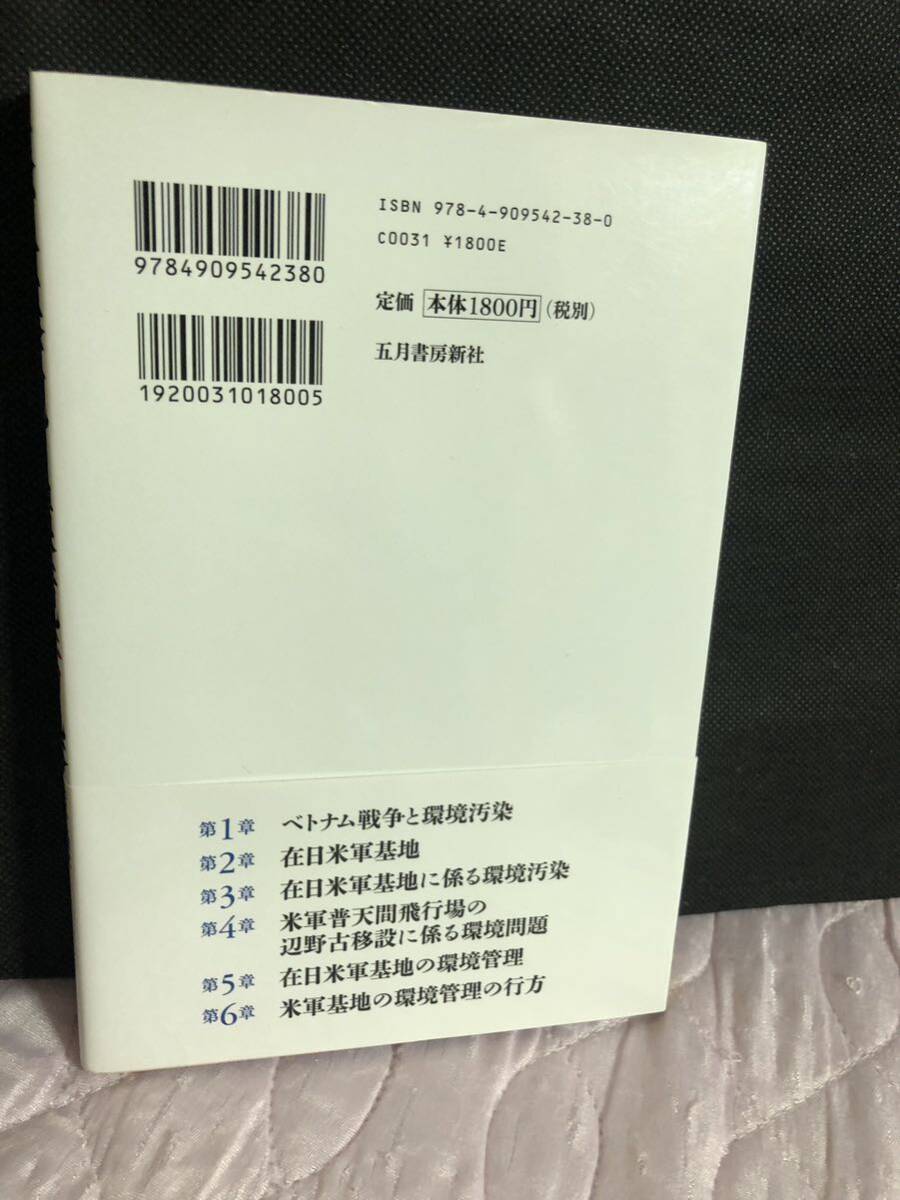 9784909542380
1920031018005
ISBN 978-4-909542-38-0
C0031 ¥1800E
定価 本体1800円 (税別)
五月書房新社
第1章 ベトナム戦争と環境汚染
第2章 在日米軍基地
第3章 在日米軍基地に係る環境汚染
第4章 米軍普天間飛行場の
辺野古移設に係る環境問題
第5章 在日米軍基地の環境管理
第6章 米軍基地の環境管理の行方